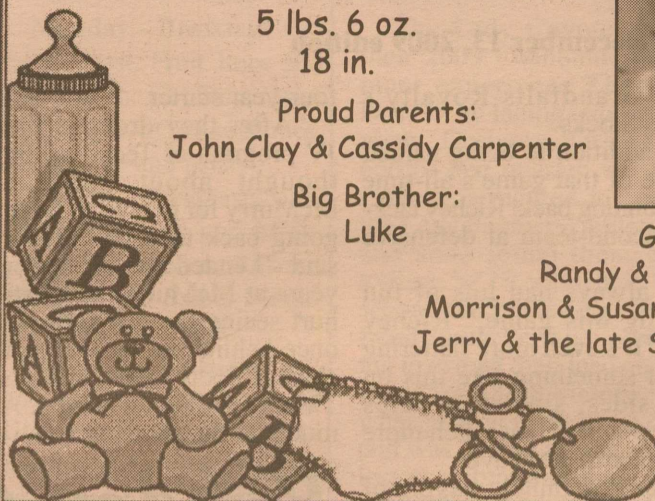 5 lbs. 6 oz.
18 in.
Proud Parents:
John Clay & Cassidy Carpenter
Big Brother:
Luke
Randy &
Morrison &
Jerry & the late
A
B
C
A
B